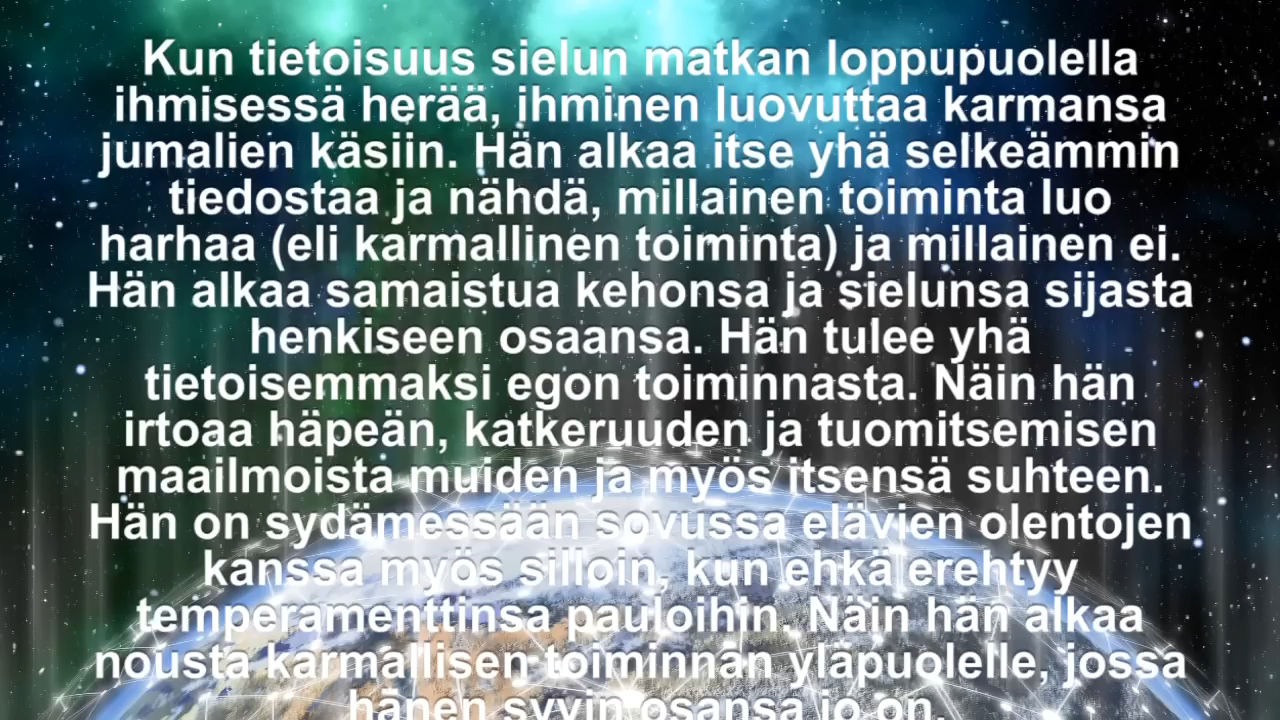 Kun tietoisuus sielun matkan loppupuolella
ihmisessä herää, ihminen luovuttaa karmansa
jumalien käsiin. Hän alkaa itse yhä selkeämmin
tiedostaa ja nähdä, millainen toiminta luo
harhaa (eli karmallinen toiminta) ja millainen ei.
Hän alkaa samaistua kehonsa ja sielunsa sijasta
henkiseen osaansa. Hän tulee yhä
tietoisemmaksi egon toiminnasta. Näin hän
irtoaa häpeän, katkeruuden ja tuomitsemisen
maailmoista muiden ja myös itsensä suhteen.
Hän on sydämessään sovussa elävien olentojen
kanssa myös silloin, kun ehkä erehtyy
temperamenttinsa pauloihin. Näin hän alkaa
nousta karmallisen toiminnan yläpuolelle, jossa
hänen syvin osansa jo on.